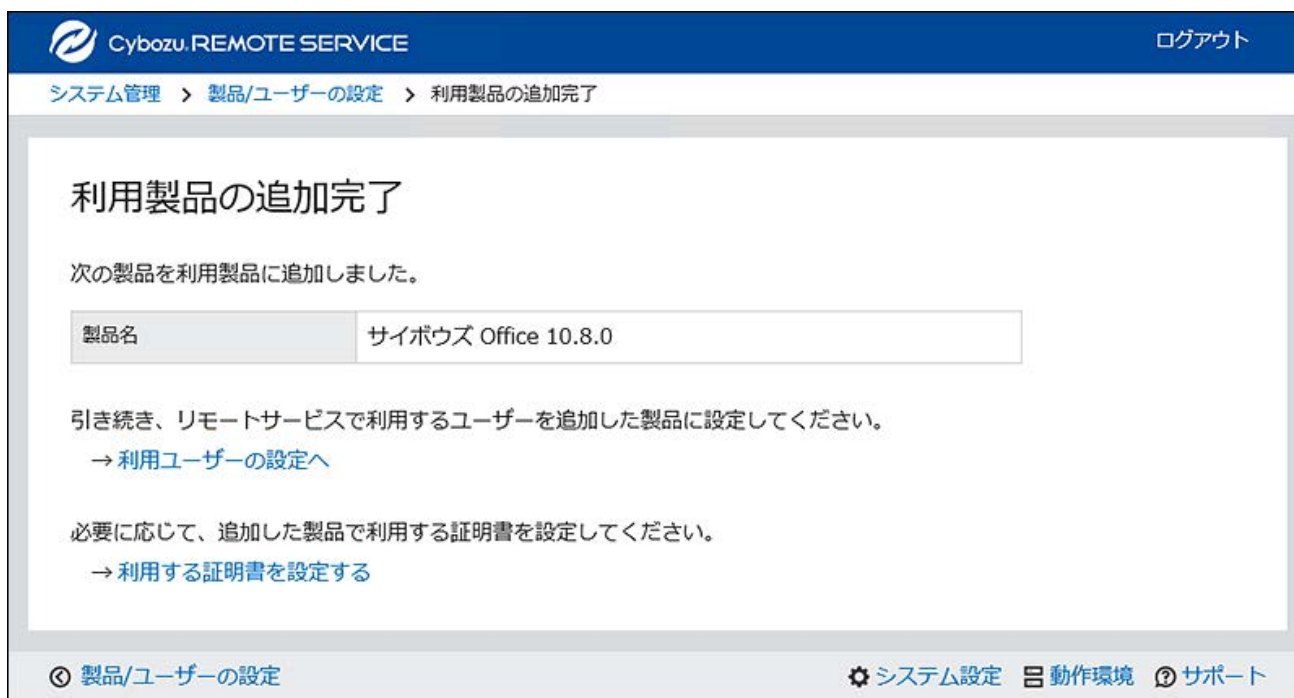 Cybozu. REMOTE SERVICE ログアウト
システム管理 > 製品/ユーザーの設定 > 利用製品の追加完了
利用製品の追加完了
次の製品を利用製品に追加しました。
製品名 サイボウズ Office 10.8.0
引き続き、リモートサービスで利用するユーザーを追加した製品に設定してください。
→利用ユーザーの設定へ
必要に応じて、追加した製品で利用する証明書を設定してください。
→利用する証明書を設定する
製品/ユーザーの設定 システム設定 動作環境 サポート